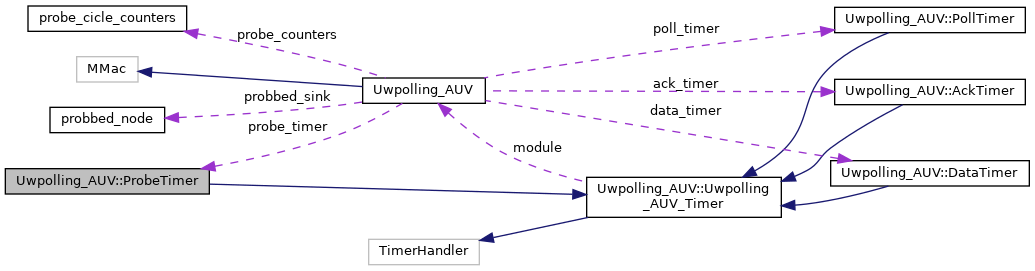 probe_cicle_counters
MMac
probbed_node
Uwpolling_AUV::ProbeTimer
probe_counters
probbed_sink
probe_timer
Uwpolling_AUV
module
TimerHandler
poll_timer
ack_timer
data_timer
Uwpolling_AUV::Uwpolling
_AUV_Timer
Uwpolling_AUV::PollTimer
Uwpolling_AUV::AckTimer
Uwpolling_AUV::DataTimer